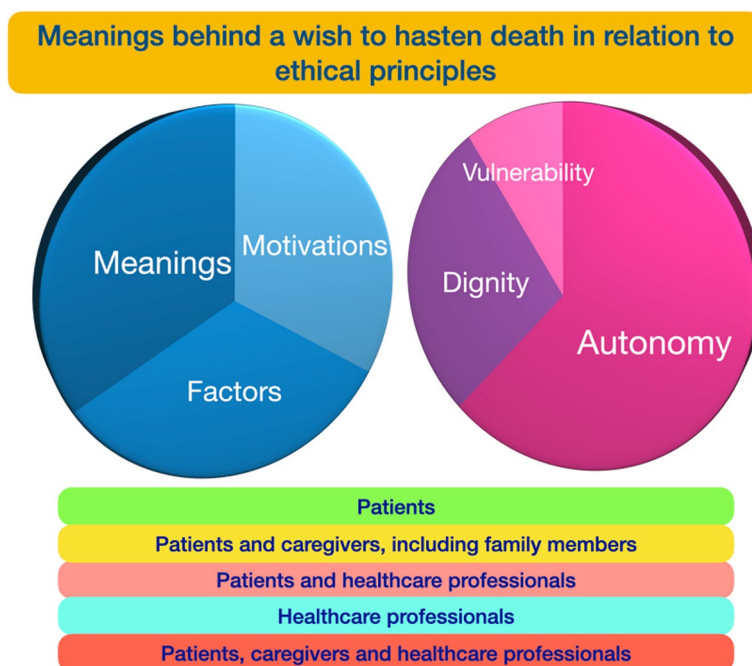 Meanings behind a wish to hasten death in relation to
ethical principles
Meanings
Motivations
Factors
Vulnerability
Dignity
Autonomy
Patients
Patients and caregivers, including family members
Patients and healthcare professionals
Healthcare professionals
Patients, caregivers and healthcare professionals